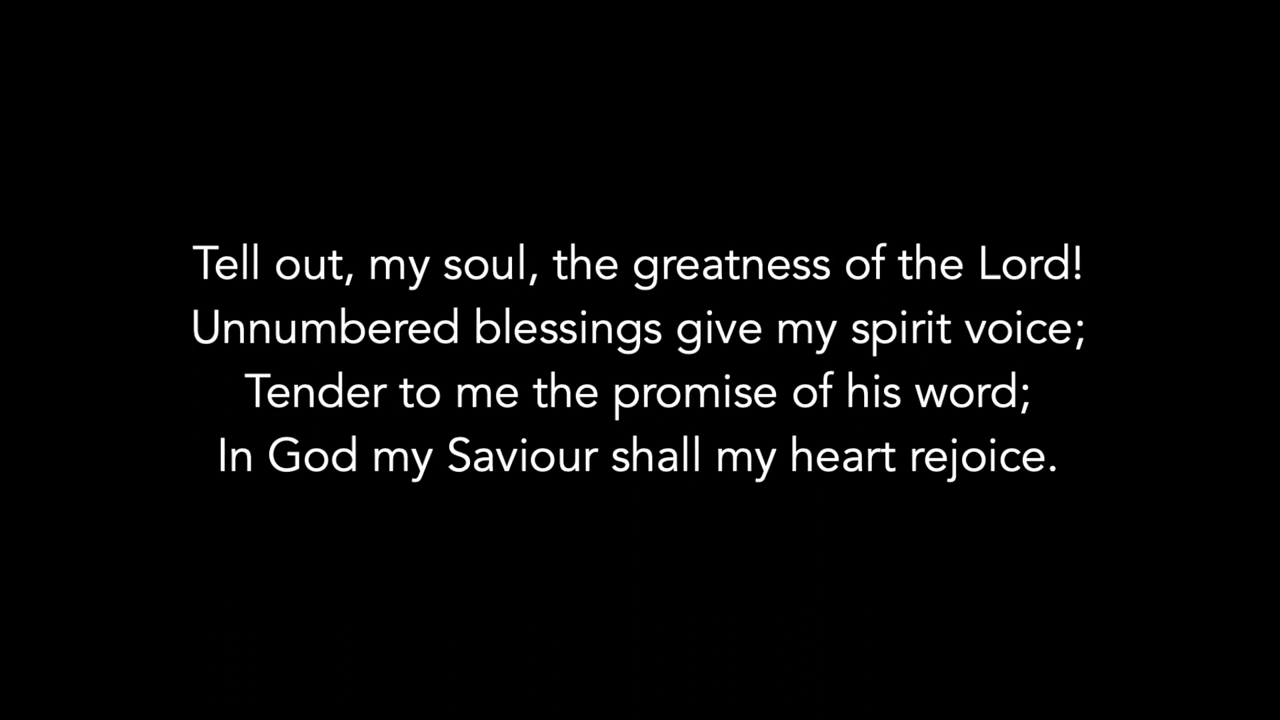 Tell out, my soul, the greatness of the Lord!
Unnumbered blessings give my spirit voice;
Tender to me the promise of his word;
In God my Saviour shall my heart rejoice.